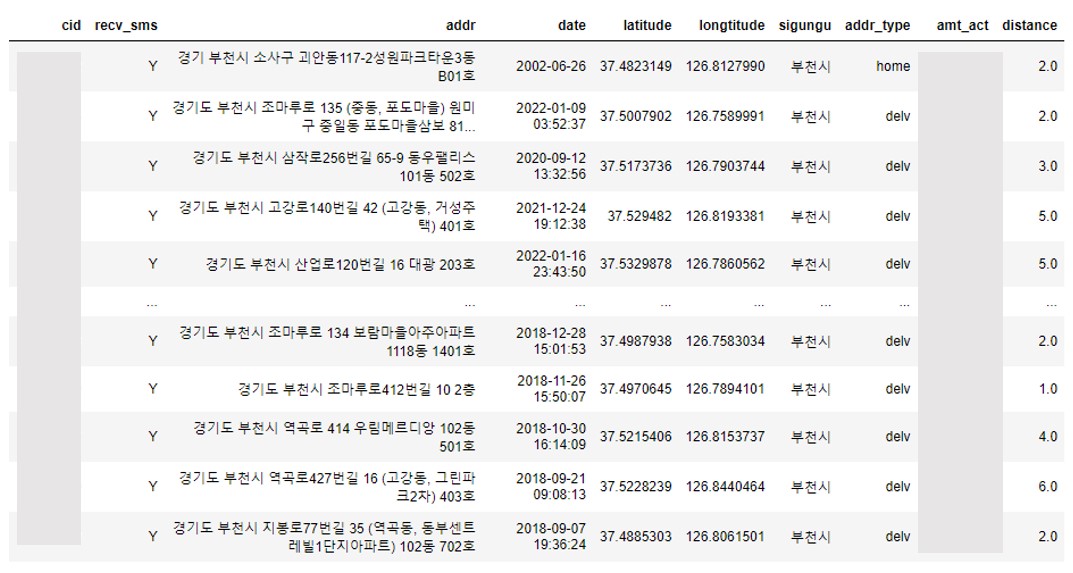 cid recv_sms addr date latitude longtitude sigungu addr_type amt_act distance
경기 부천시 소사구 괴안동117-2성원파크타운3동
Y 2002-06-26 37.4823149 126.8127990 부천시 home 2.0
B01호
경기도 부천시 조마루로 135 (중동, 포도마을) 원미 2022-01-09
Y 37.5007902 126.7589991 부천시 delv 2.0
구 중일동 포도마을삼보 81... 03:52:37
경기도 부천시 삼작로256번길 65-9 동우팰리스 2020-09-12
Y 37.5173736 126.7903744 부천시 delv 3.0
101동 502호 13:32:56
경기도 부천시 고강로140번길 42 (고강동, 거성주 2021-12-24
Y 37.529482 126.8193381 부천시 delv 5.0
택) 401호 19:12:38
2022-01-16
Y 경기도 부천시 산업로120번길 16 대광 203호 37.5329878 126.7860562 부천시 delv 5.0
23:43:50
... ... ... ... ... ... ... ...
경기도 부천시 조마루로 134 보람마을아주아파트 2018-12-28
Y 37.4987938 126.7583034 부천시 delv 2.0
1118동 1401호 15:01:53
2018-11-26
Y 경기도 부천시 조마루로412번길 10 2층 37.4970645 126.7894101 부천시 delv 1.0
15:50:07
경기도 부천시 역곡로 414 우림메르디앙 102동 2018-10-30
Y 37.5215406 126.8153737 부천시 delv 4.0
501호 16:14:09
경기도 부천시 역곡로427번길 16 (고강동, 그린파 2018-09-21
Y 37.5228239 126.8440464 부천시 delv 6.0
크2차) 403호 09:08:13
경기도 부천시 지봉로77번길 35 (역곡동, 동부센트 2018-09-07
Y 37.4885303 126.8061501 부천시 delv 2.0
레빌1단지아파트) 102동 702호 19:36:24